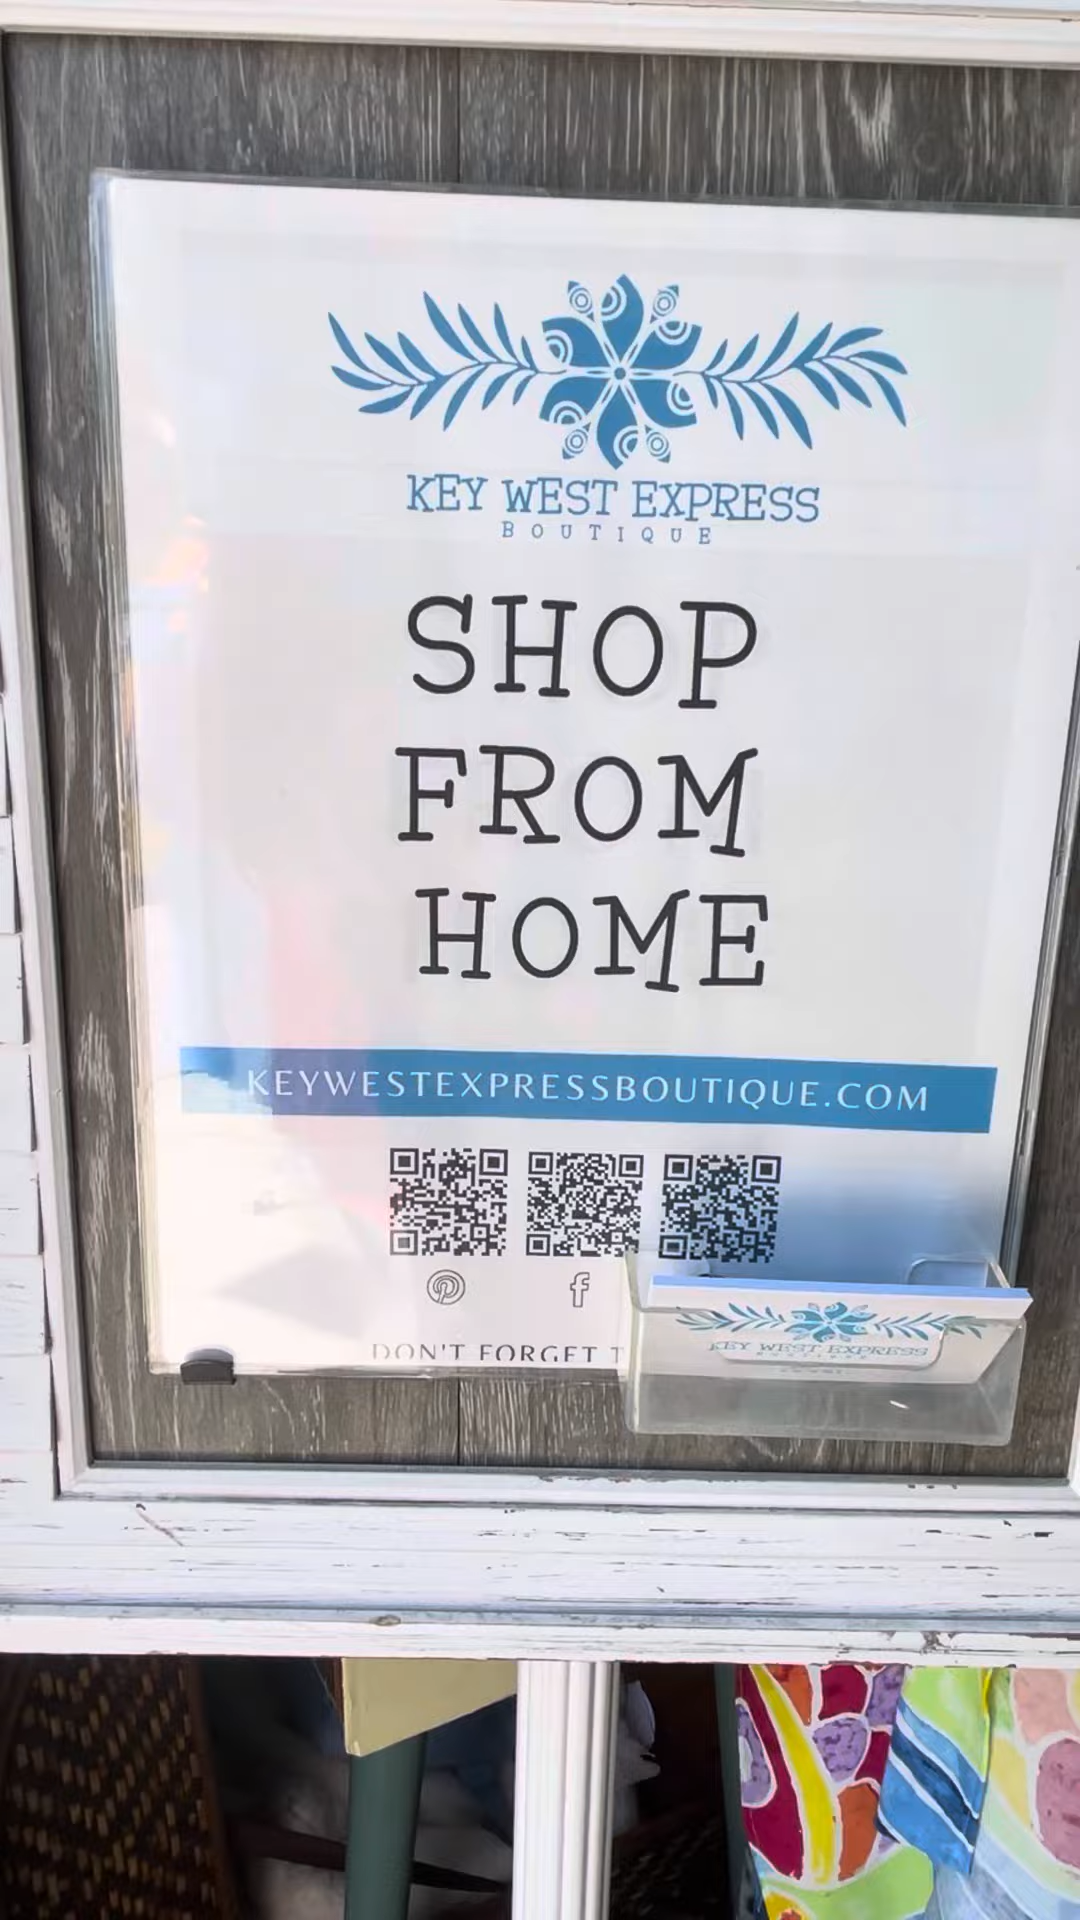 KEY WEST EXPRESS
BOUTIQUE
SHOP
FROM
HOME
KEYWESTEXPRESSBOUTIQUE.COM
DON'T FORGET T
KEY WEST EXPRESS